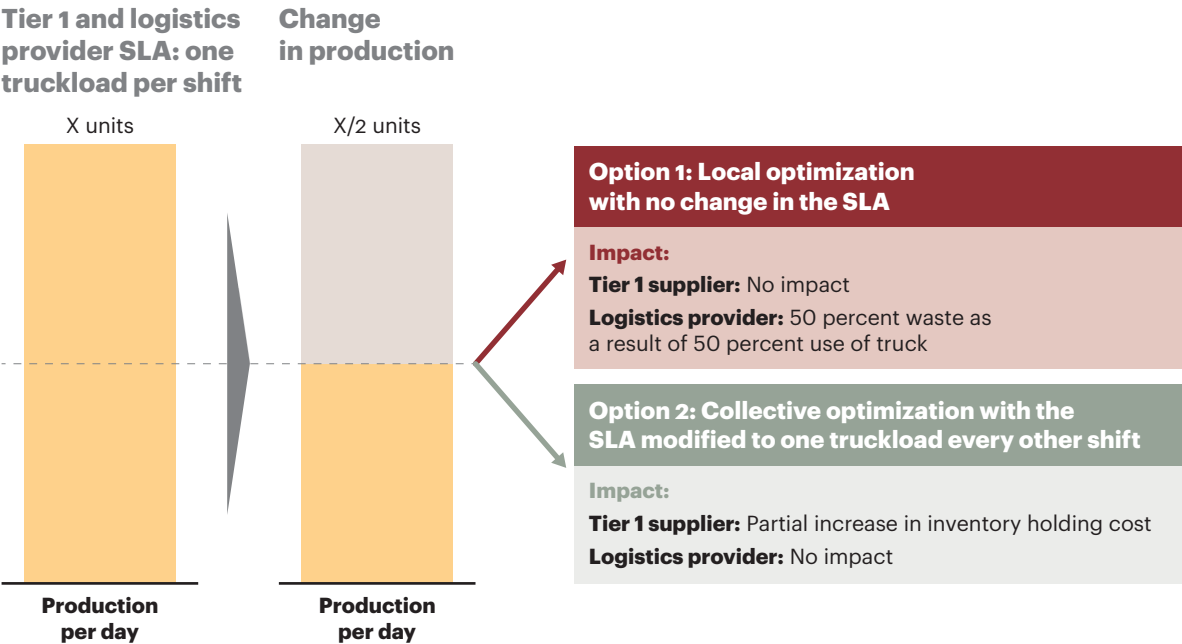 Tier 1 and logistics
provider SLA: one
truckload per shift
Change
in production
X units
X/2 units
Option 1: Local optimization
with no change in the SLA
Impact:
Tier 1 supplier: No impact
Logistics provider: 50 percent waste as
a result of 50 percent use of truck
Option 2: Collective optimization with the
SLA modified to one truckload every other shift
Impact:
Tier 1 supplier: Partial increase in inventory holding cost
Logistics provider: No impact
Production
per day
Production
per day